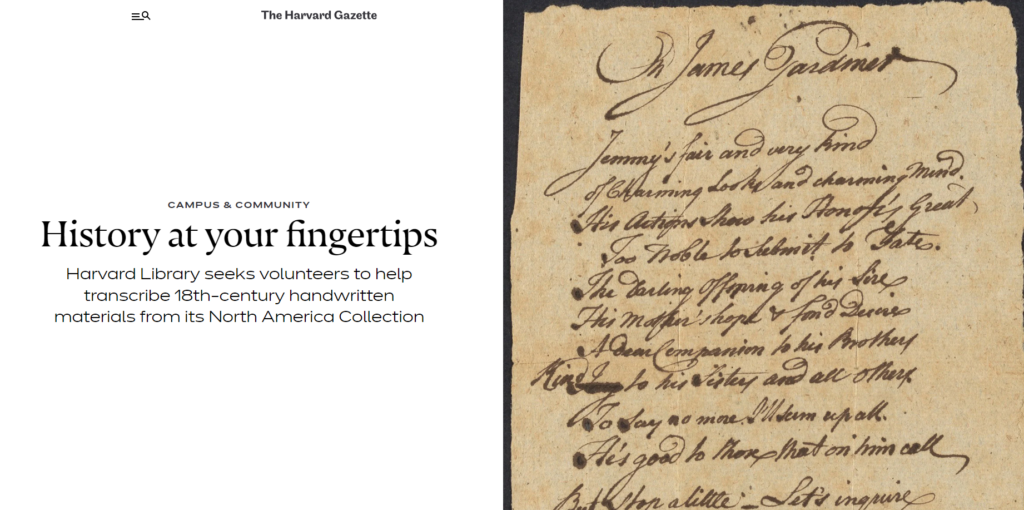 The Harvard Gazette
CAMPUS & COMMUNITY
History at your fingertips
Harvard Library seeks volunteers to help
transcribe 18th-century handwritten
materials from its North America Collection
On James Gardiner
Jemmy's fair and very kind
of Charming Looks and charming Mind.
His Actions Show his Honour's Great,
Too Noble to Submit to Fate.
The Darling Offspring of his Sire
His Mother's hope & fond Desire
A dear Companion to his Brothers
Kind to his Sisters and all others
To Say no more I'll sum up all.
He's good to those that on him call
But stop a little – Let's inquire